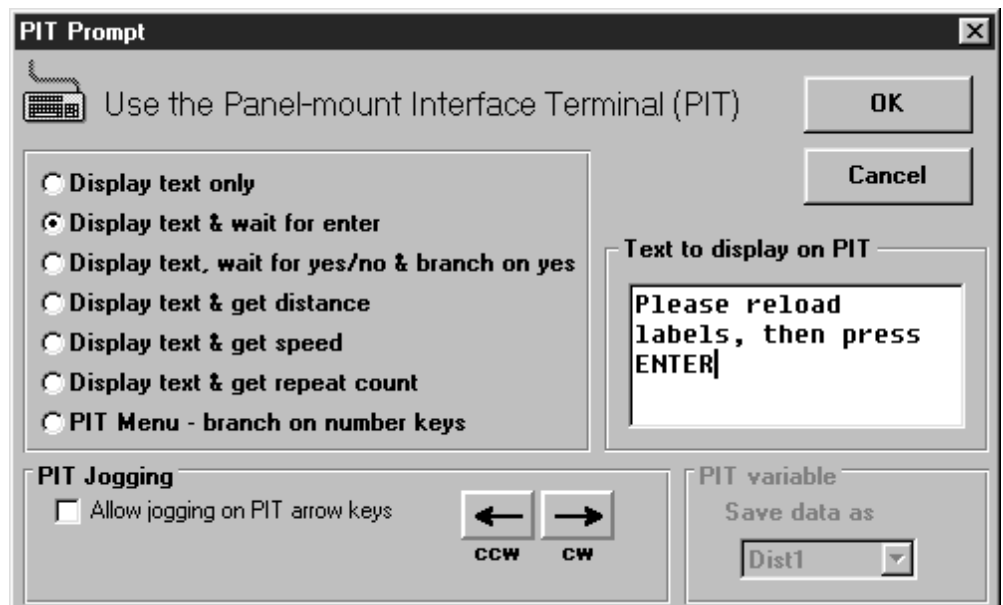 PIT Prompt
Use the Panel-mount Interface Terminal (PIT)
OK
Cancel
Display text only
Display text & wait for enter
Display text, wait for yes/no & branch on yes
Display text & get distance
Display text & get speed
Display text & get repeat count
PIT Menu - branch on number keys
Text to display on PIT
Please reload
labels, then press
ENTER
PIT Jogging
Allow jogging on PIT arrow keys
CCW
CW
PIT variable
Save data as
Dist1